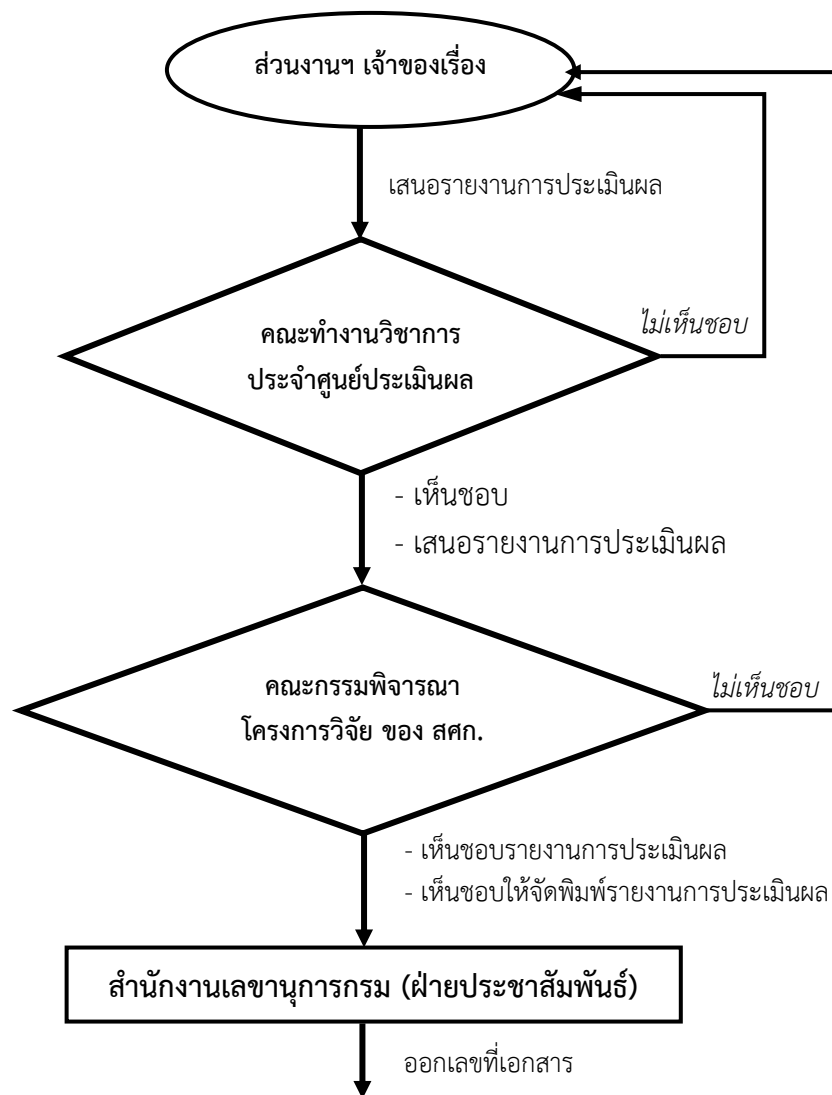 ส่วนงานฯ เจ้าของเรื่อง
เสนอรายงานการประเมินผล
คณะทำงานวิชาการ
ประจำศูนย์ประเมินผล
ไม่เห็นชอบ
- เห็นชอบ
- เสนอรายงานการประเมินผล
คณะกรรมพิจารณา
โครงการวิจัย ของ สศก.
ไม่เห็นชอบ
- เห็นชอบรายงานการประเมินผล
- เห็นชอบให้จัดพิมพ์รายงานการประเมินผล
สำนักงานเลขานุการกรม (ฝ่ายประชาสัมพันธ์)
ออกเลขที่เอกสาร